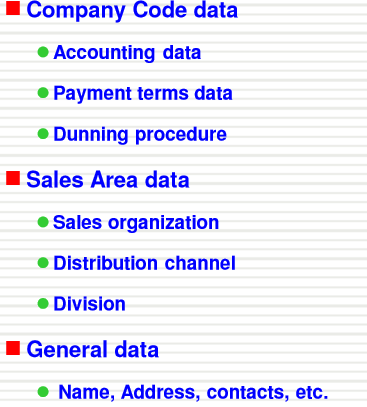 Company Code data
Accounting data
Payment terms data
Dunning procedure
Sales Area data
Sales organization
Distribution channel
Division
General data
Name, Address, contacts, etc.